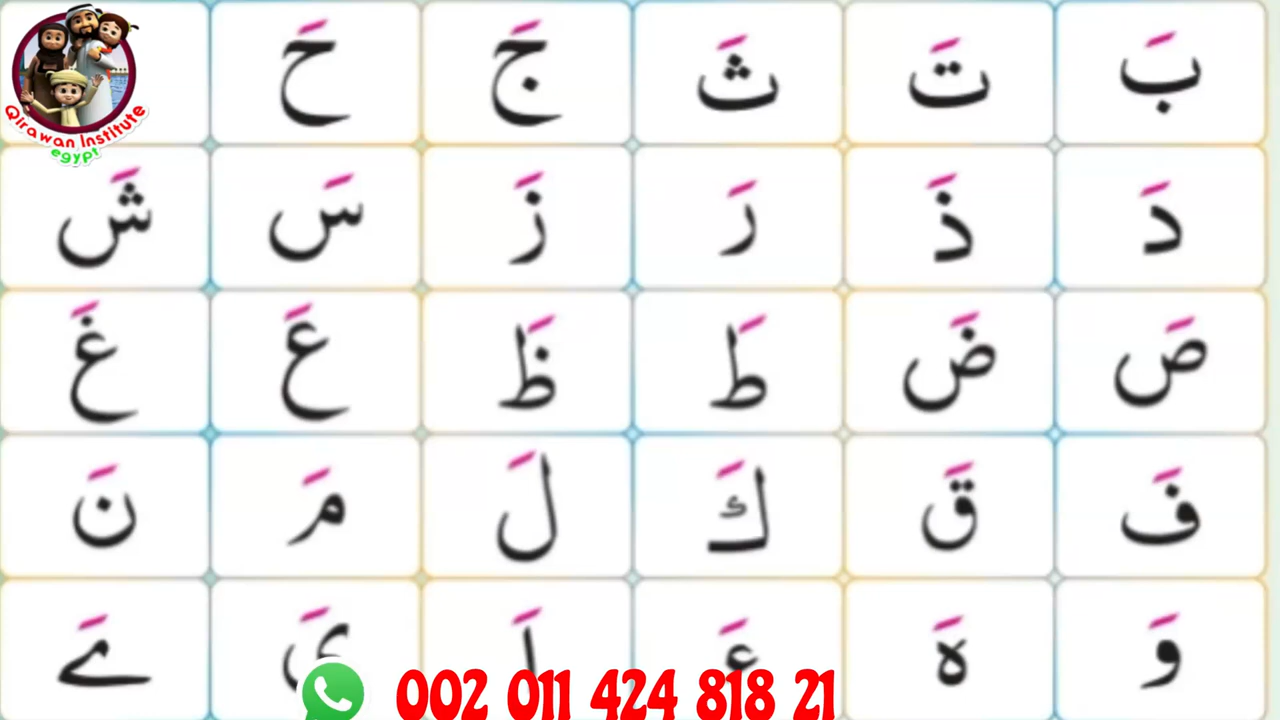 بَ تَ ثَ جَ حَ
دَ ذَ رَ زَ سَ شَ
صَ ضَ طَ ظَ عَ غَ
فَ قَ كَ لَ مَ نَ
وَ هَ ءَ اَ یَ ےَ
Qirawan Institute
egypt
002 011 424 818 21